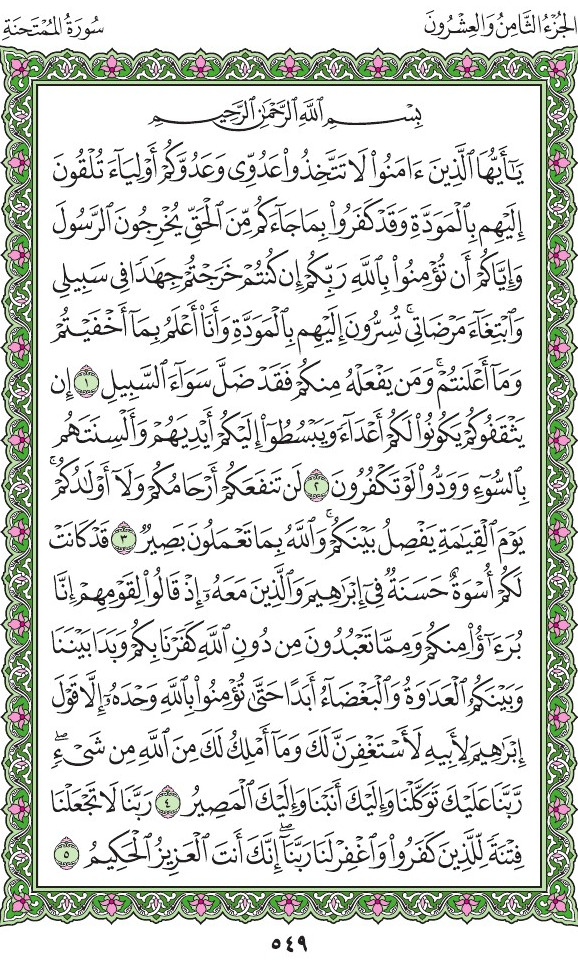 الجُزْءُ الثَّامِنُ وَالعِشْرُونَ
سُورَةُ المُمْتَحنَةِ
بِسْمِ ٱللَّهِ ٱلرَّحْمَٰنِ ٱلرَّحِيمِ
يَٰٓأَيُّهَا ٱلَّذِينَ ءَامَنُوا۟ لَا تَتَّخِذُوا۟ عَدُوِّى وَعَدُوَّكُمْ أَوْلِيَآءَ تُلْقُونَ
إِلَيْهِم بِٱلْمَوَدَّةِ وَقَدْ كَفَرُوا۟ بِمَا جَآءَكُم مِّنَ ٱلْحَقِّ يُخْرِجُونَ ٱلرَّسُولَ
وَإِيَّاكُمْ أَن تُؤْمِنُوا۟ بِٱللَّهِ رَبِّكُمْ إِن كُنتُمْ خَرَجْتُمْ جِهَٰدًا فِى سَبِيلِى
وَٱبْتِغَآءَ مَرْضَاتِى ۚ تُسِرُّونَ إِلَيْهِم بِٱلْمَوَدَّةِ وَأَنَا۠ أَعْلَمُ بِمَآ أَخْفَيْتُمْ
وَمَآ أَعْلَنتُمْ ۚ وَمَن يَفْعَلْهُ مِنكُمْ فَقَدْ ضَلَّ سَوَآءَ ٱلسَّبِيلِ ١ إِن
يَثْقَفُوكُمْ يَكُونُوا۟ لَكُمْ أَعْدَآءً وَيَبْسُطُوٓا۟ إِلَيْكُمْ أَيْدِيَهُمْ وَأَلْسِنَتَهُم
بِٱلسُّوٓءِ وَوَدُّوا۟ لَوْ تَكْفُرُونَ ٢ لَن تَنفَعَكُمْ أَرْحَامُكُمْ وَلَآ أَوْلَٰدُكُمْ ۚ
يَوْمَ ٱلْقِيَٰمَةِ يَفْصِلُ بَيْنَكُمْ ۚ وَٱللَّهُ بِمَا تَعْمَلُونَ بَصِيرٌ ٣ قَدْ كَانَتْ
لَكُمْ أُسْوَةٌ حَسَنَةٌ فِىٓ إِبْرَٰهِيمَ وَٱلَّذِينَ مَعَهُۥٓ إِذْ قَالُوا۟ لِقَوْمِهِمْ إِنَّا
بُرَءَٰٓؤُا۟ مِنكُمْ وَمِمَّا تَعْبُدُونَ مِن دُونِ ٱللَّهِ كَفَرْنَا بِكُمْ وَبَدَا بَيْنَنَا
وَبَيْنَكُمُ ٱلْعَدَٰوَةُ وَٱلْبَغْضَآءُ أَبَدًا حَتَّىٰ تُؤْمِنُوا۟ بِٱللَّهِ وَحْدَهُۥٓ إِلَّا قَوْلَ
إِبْرَٰهِيمَ لِأَبِيهِ لَأَسْتَغْفِرَنَّ لَكَ وَمَآ أَمْلِكُ لَكَ مِنَ ٱللَّهِ مِن شَىْءٍ ۖ
رَّبَّنَا عَلَيْكَ تَوَكَّلْنَا وَإِلَيْكَ أَنَبْنَا وَإِلَيْكَ ٱلْمَصِيرُ ٤ رَبَّنَا لَا تَجْعَلْنَا
فِتْنَةً لِّلَّذِينَ كَفَرُوا۟ وَٱغْفِرْ لَنَا رَبَّنَآ ۖ إِنَّكَ أَنتَ ٱلْعَزِيزُ ٱلْحَكِيمُ ٥
٥٤٩